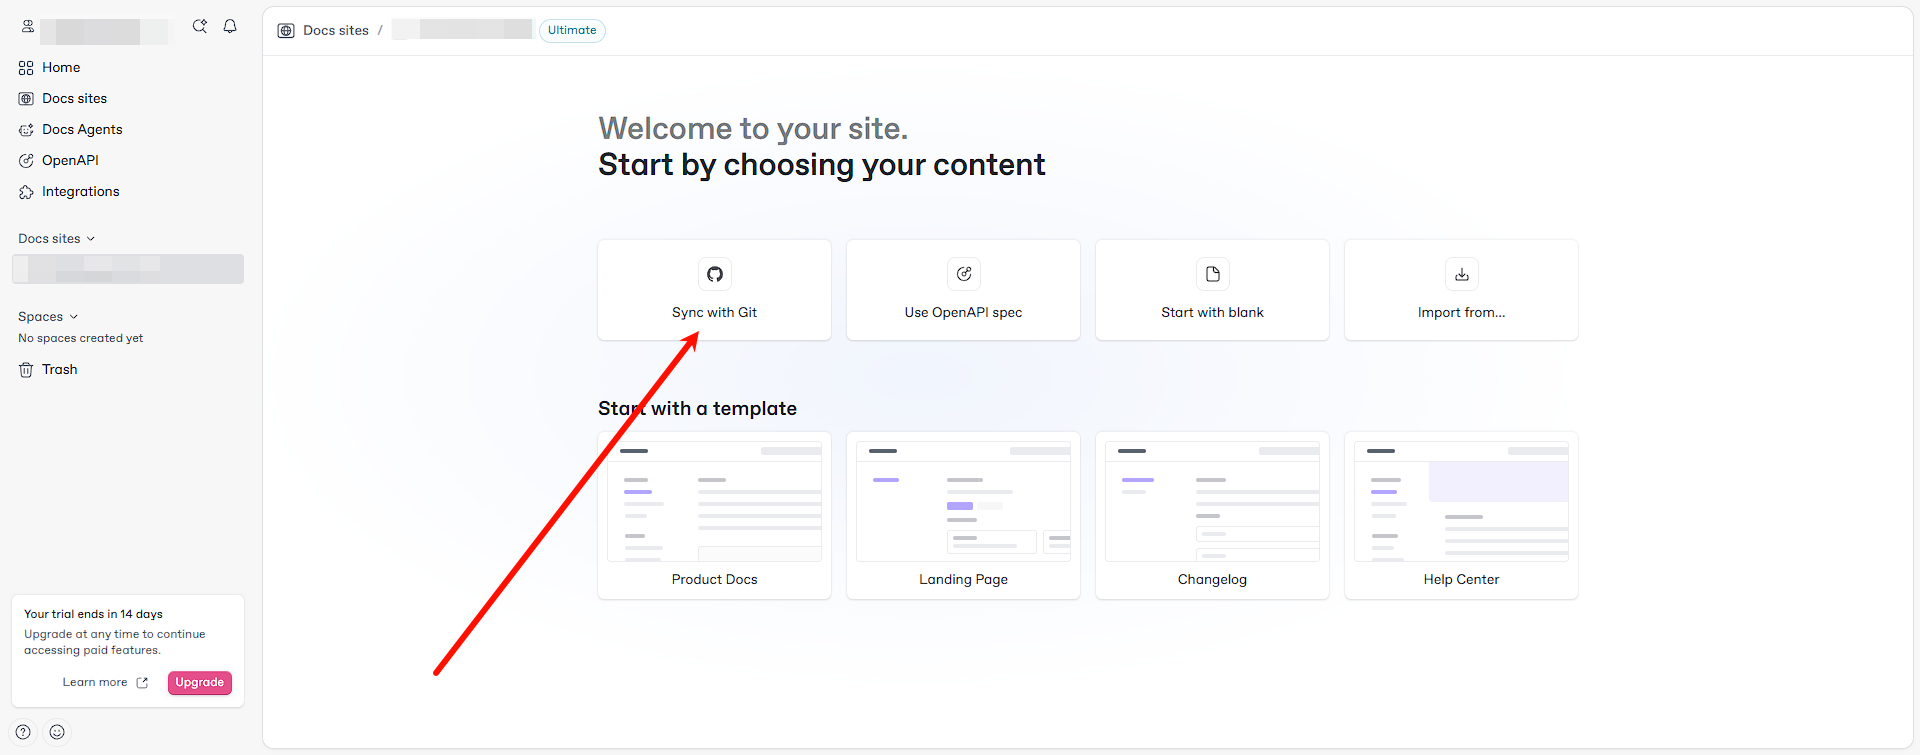 Home
Docs sites
Docs Agents
OpenAPI
Integrations
Docs sites
Spaces
No spaces created yet
Trash
Your trial ends in 14 days
Upgrade at any time to continue
accessing paid features.
Learn more
Upgrade
Docs sites /
Ultimate
Welcome to your site.
Start by choosing your content
Sync with Git
Use OpenAPI spec
Start with blank
Import from...
Start with a template
Product Docs
Landing Page
Changelog
Help Center